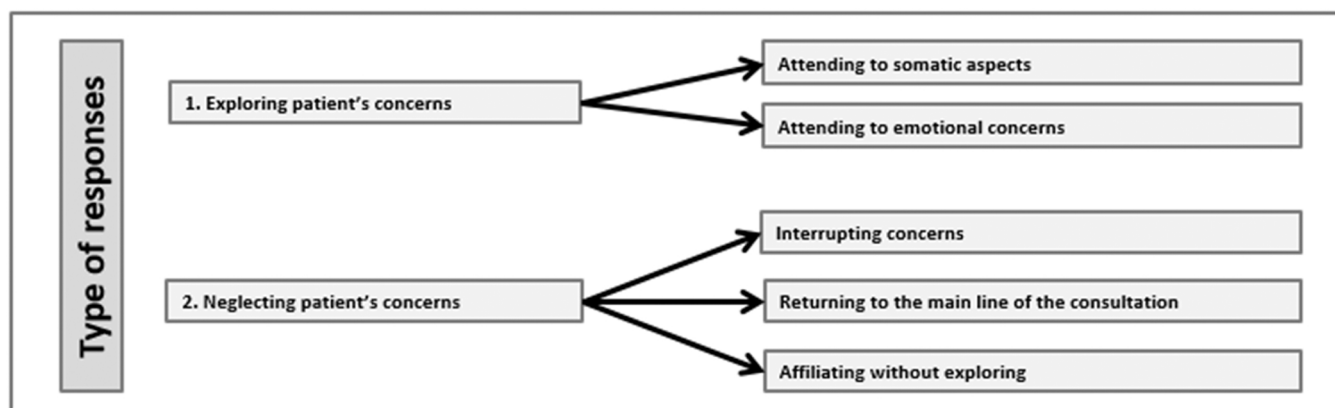 Type of responses
1. Exploring patient's concerns
Attending to somatic aspects
Attending to emotional concerns
2. Neglecting patient's concerns
Interrupting concerns
Returning to the main line of the consultation
Affiliating without exploring